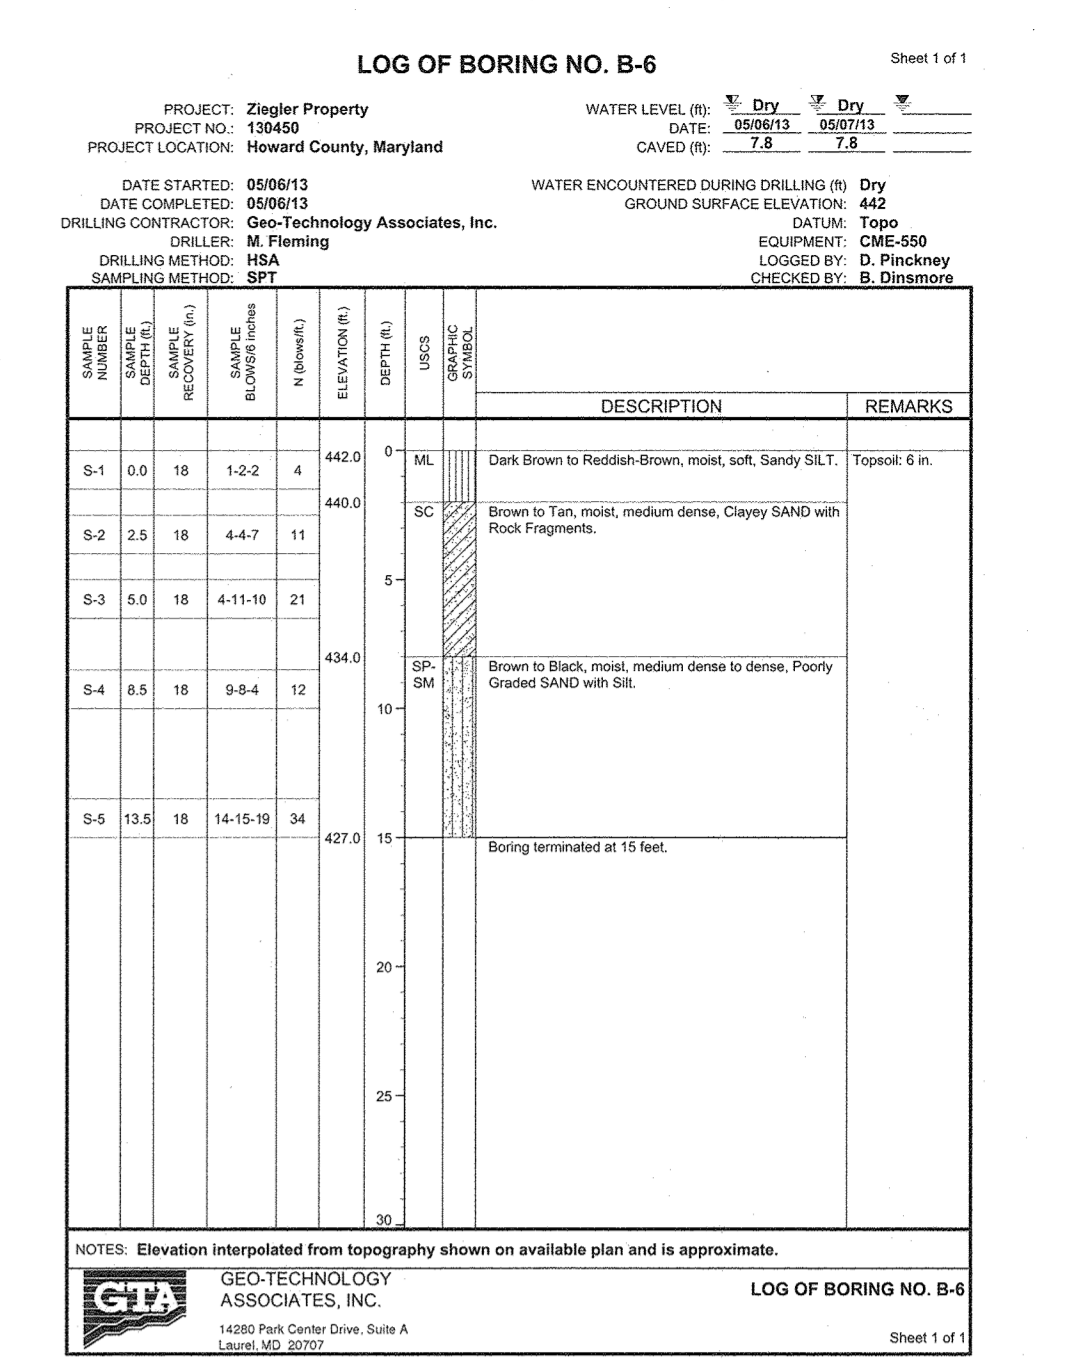 LOG OF BORING NO. B-6
Sheet 1 of 1
PROJECT: Ziegler Property
PROJECT NO.: 130450
PROJECT LOCATION: Howard County, Maryland
WATER LEVEL (ft): Dry Dry
DATE: 05/06/13 05/07/13
CAVED (ft): 7.8 7.8
DATE STARTED: 05/06/13
DATE COMPLETED: 05/06/13
DRILLING CONTRACTOR: Geo-Technology Associates, Inc.
DRILLER: M. Fleming
DRILLING METHOD: HSA
SAMPLING METHOD: SPT
WATER ENCOUNTERED DURING DRILLING (ft) Dry
GROUND SURFACE ELEVATION: 442
DATUM: Topo
EQUIPMENT: CME-550
LOGGED BY: D. Pinckney
CHECKED BY: B. Dinsmore
SAMPLE
NUMBER
SAMPLE
DEPTH (ft.)
SAMPLE
RECOVERY (in.)
SAMPLE
BLOWS/6 inches
N (blows/ft.)
ELEVATION (ft.)
DEPTH (ft.)
USCS
GRAPHIC
SYMBOL
DESCRIPTION
REMARKS
442.0 0
S-1 0.0 18 1-2-2 4 ML Dark Brown to Reddish-Brown, moist, soft, Sandy SILT. Topsoil: 6 in.
440.0
SC Brown to Tan, moist, medium dense, Clayey SAND with
Rock Fragments.
S-2 2.5 18 4-4-7 11
5
S-3 5.0 18 4-11-10 21
434.0
SP- Brown to Black, moist, medium dense to dense, Poorly
SM Graded SAND with Silt.
S-4 8.5 18 9-8-4 12
10
S-5 13.5 18 14-15-19 34
427.0 15
Boring terminated at 15 feet.
20
25
30
NOTES: Elevation interpolated from topography shown on available plan and is approximate.
GTA
GEO-TECHNOLOGY
ASSOCIATES, INC.
14280 Park Center Drive, Suite A
Laurel, MD 20707
LOG OF BORING NO. B-6
Sheet 1 of 1